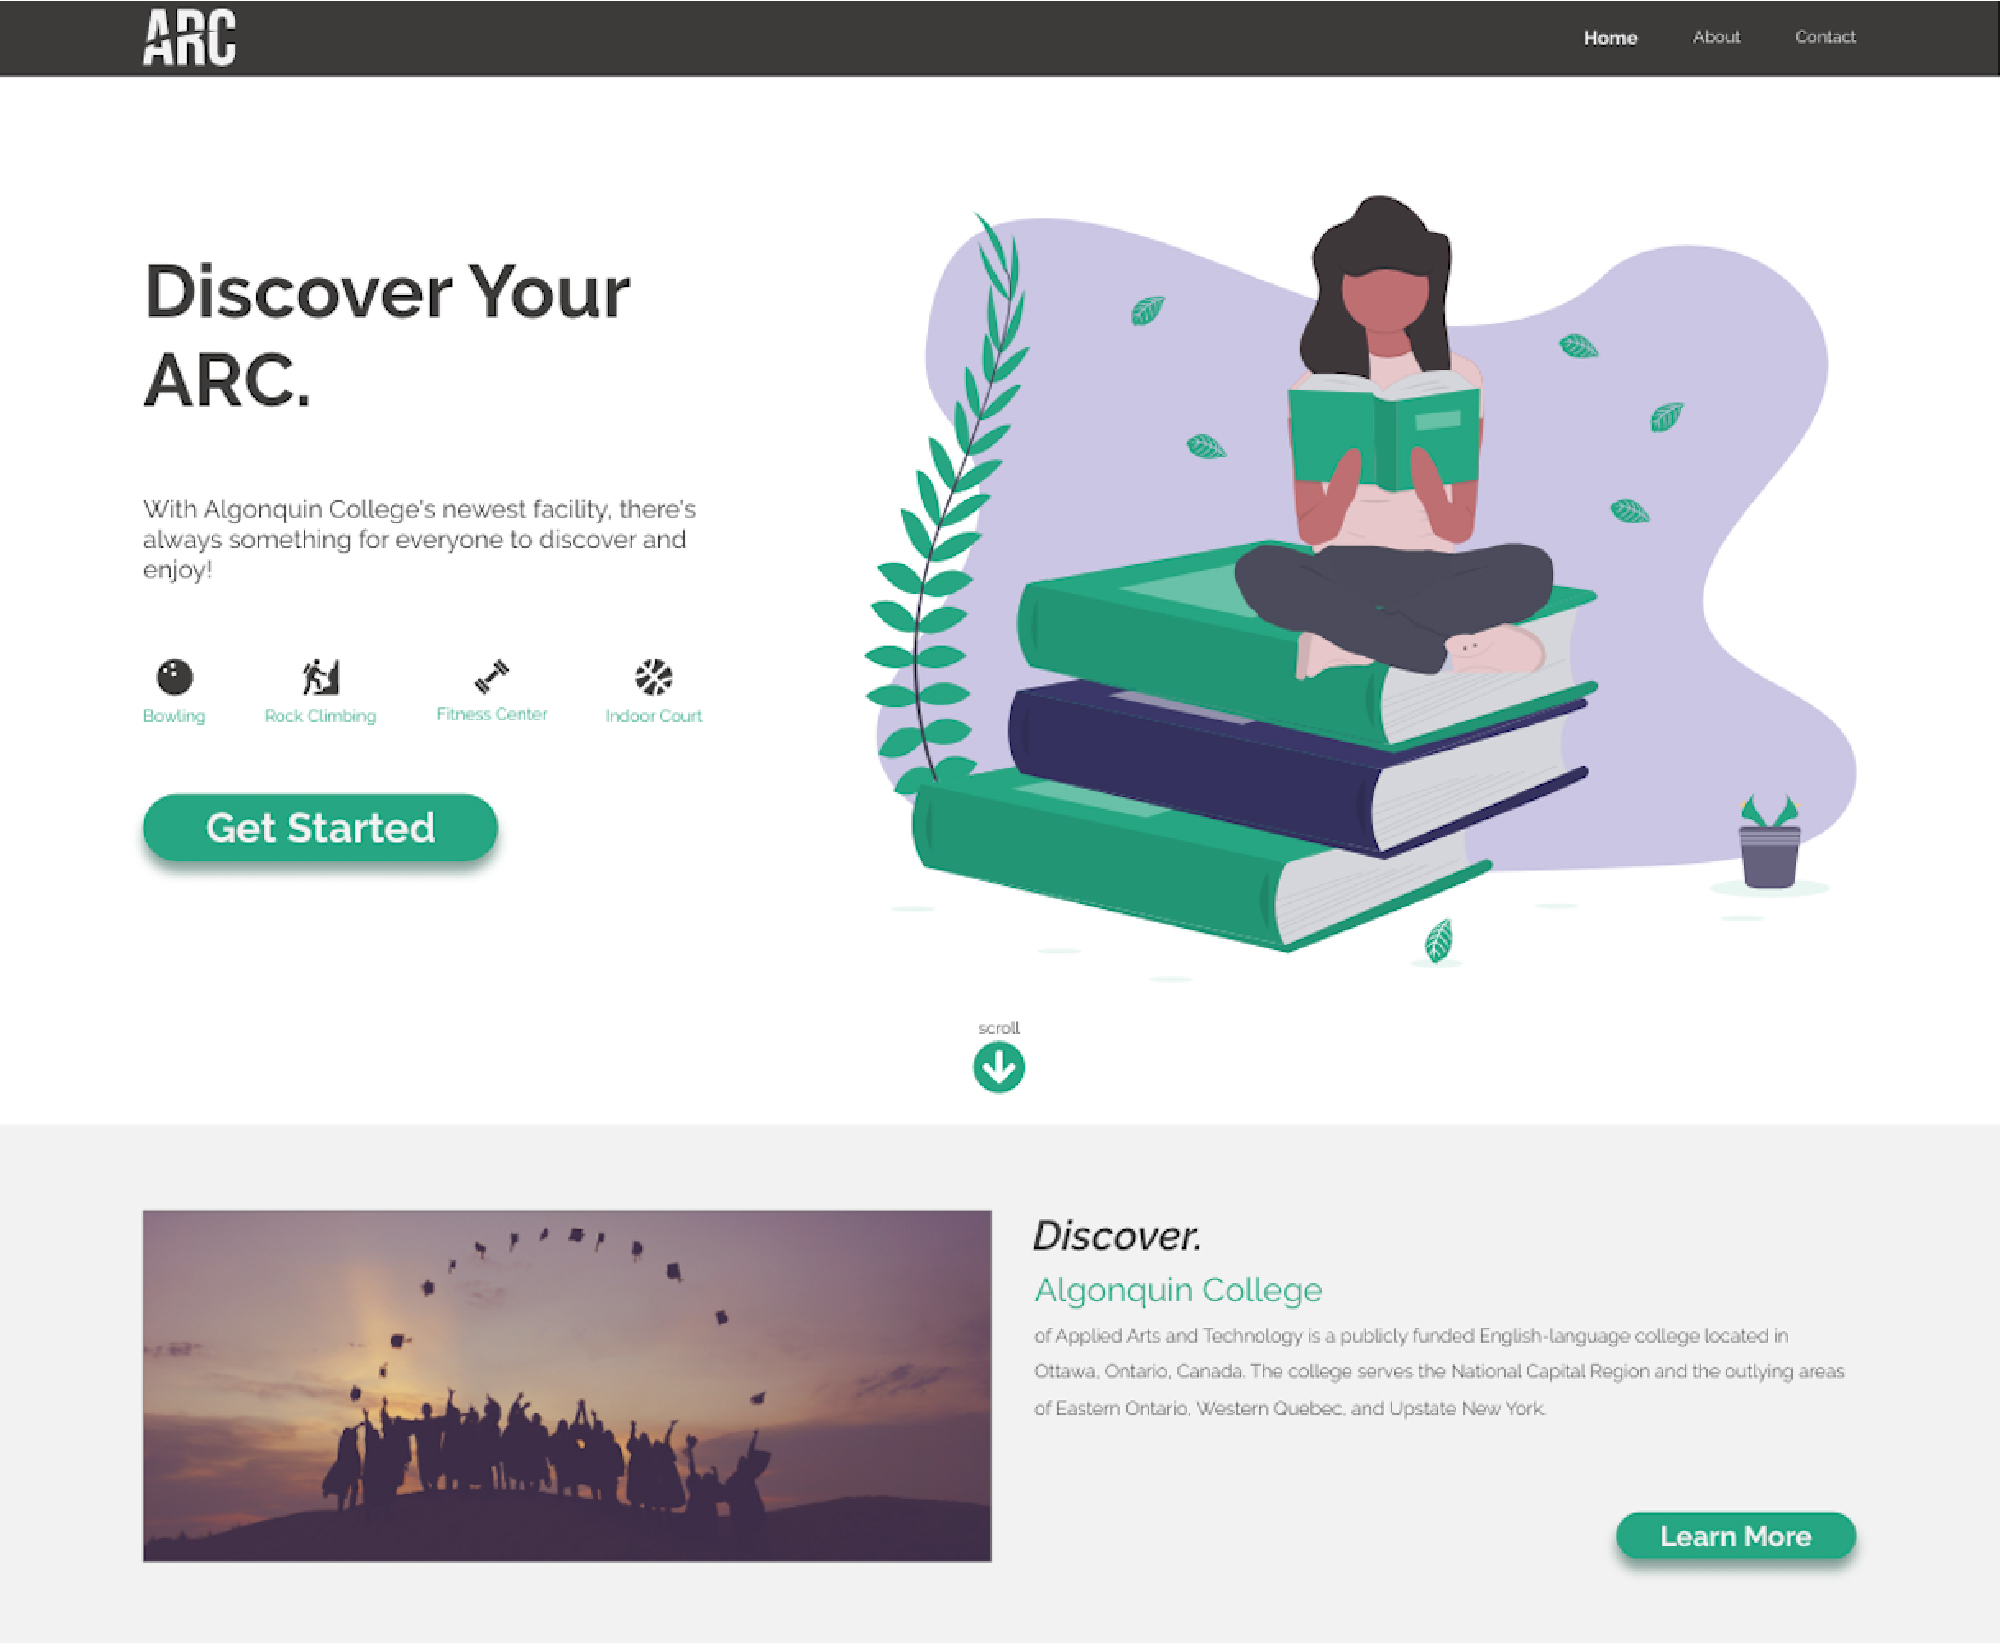 ARC
Home
About
Contact
Discover Your
ARC.
With Algonquin College's newest facility, there's
always something for everyone to discover and
enjoy!
Bowling
Rock Climbing
Fitness Center
Indoor Court
Get Started
scroll
Discover.
Algonquin College
of Applied Arts and Technology is a publicly funded English-language college located in
Ottawa, Ontario, Canada. The college serves the National Capital Region and the outlying areas
of Eastern Ontario, Western Quebec, and Upstate New York.
Learn More